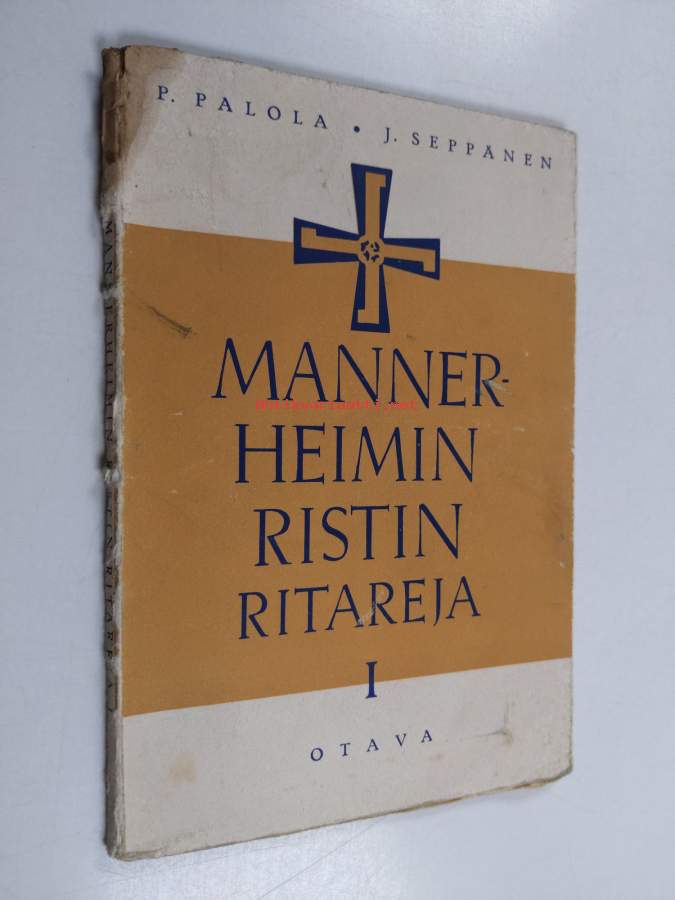 P. PALOLA • J. SEPPÄNEN
MANNER-
HEIMIN
RISTIN
RITAREJA
I
OTAVA